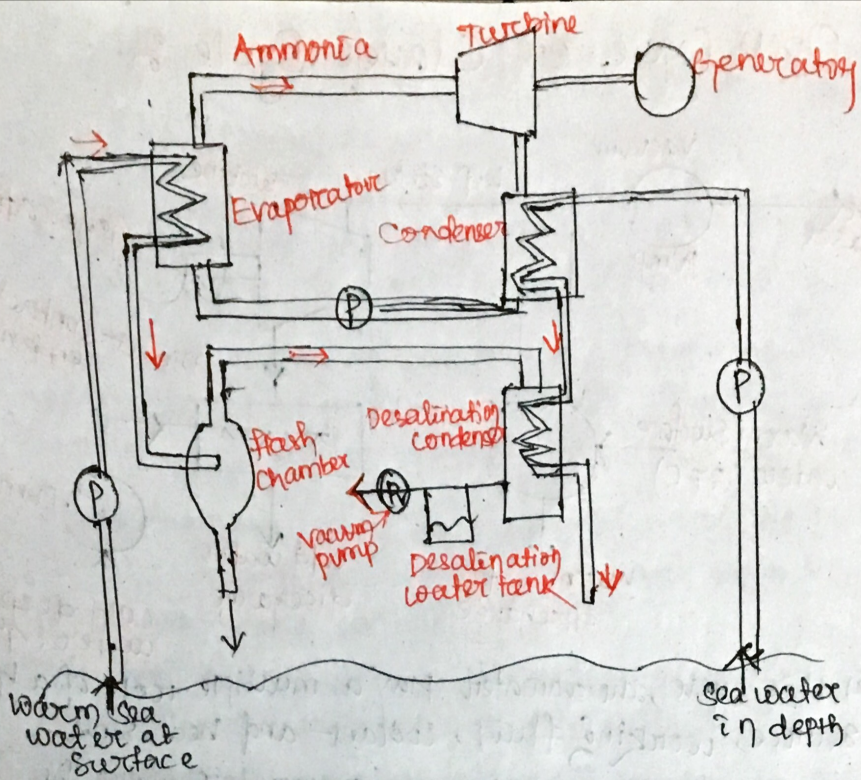 Ammonia
Turbine
Generator
Evaporator
Condenser
P
P
Desalination
condenser
flash
chamber
P
P
vacuum
pump
Desalination
water tank
warm sea
water at
surface
sea water
in depth